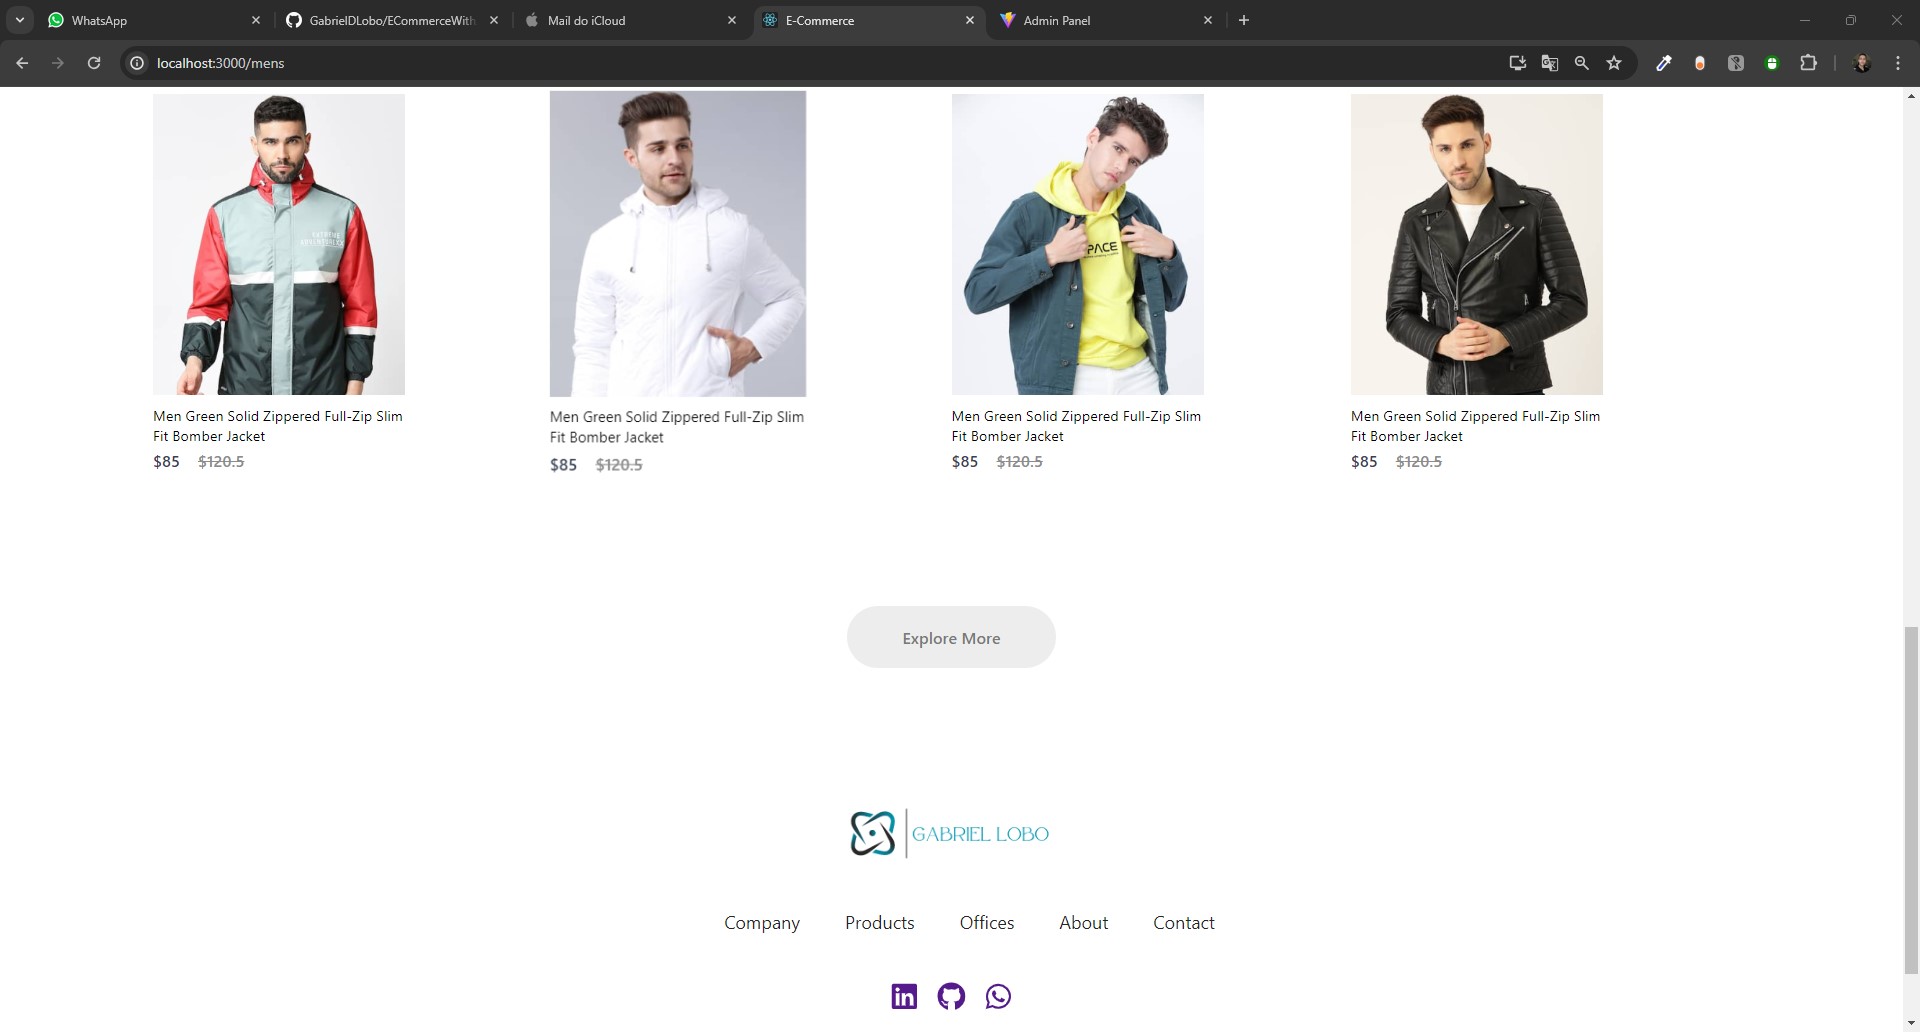 WhatsApp
GabrielDLobo/ECommerceWith
Mail do iCloud
E-Commerce
Admin Panel
localhost:3000/mens
EXTREME
PACE
Men Green Solid Zippered Full-Zip Slim
Fit Bomber Jacket
$85 $120.5
Men Green Solid Zippered Full-Zip Slim
Fit Bomber Jacket
$85 $120.5
Men Green Solid Zippered Full-Zip Slim
Fit Bomber Jacket
$85 $120.5
Men Green Solid Zippered Full-Zip Slim
Fit Bomber Jacket
$85 $120.5
Explore More
GABRIEL LOBO
Company Products Offices About Contact
in